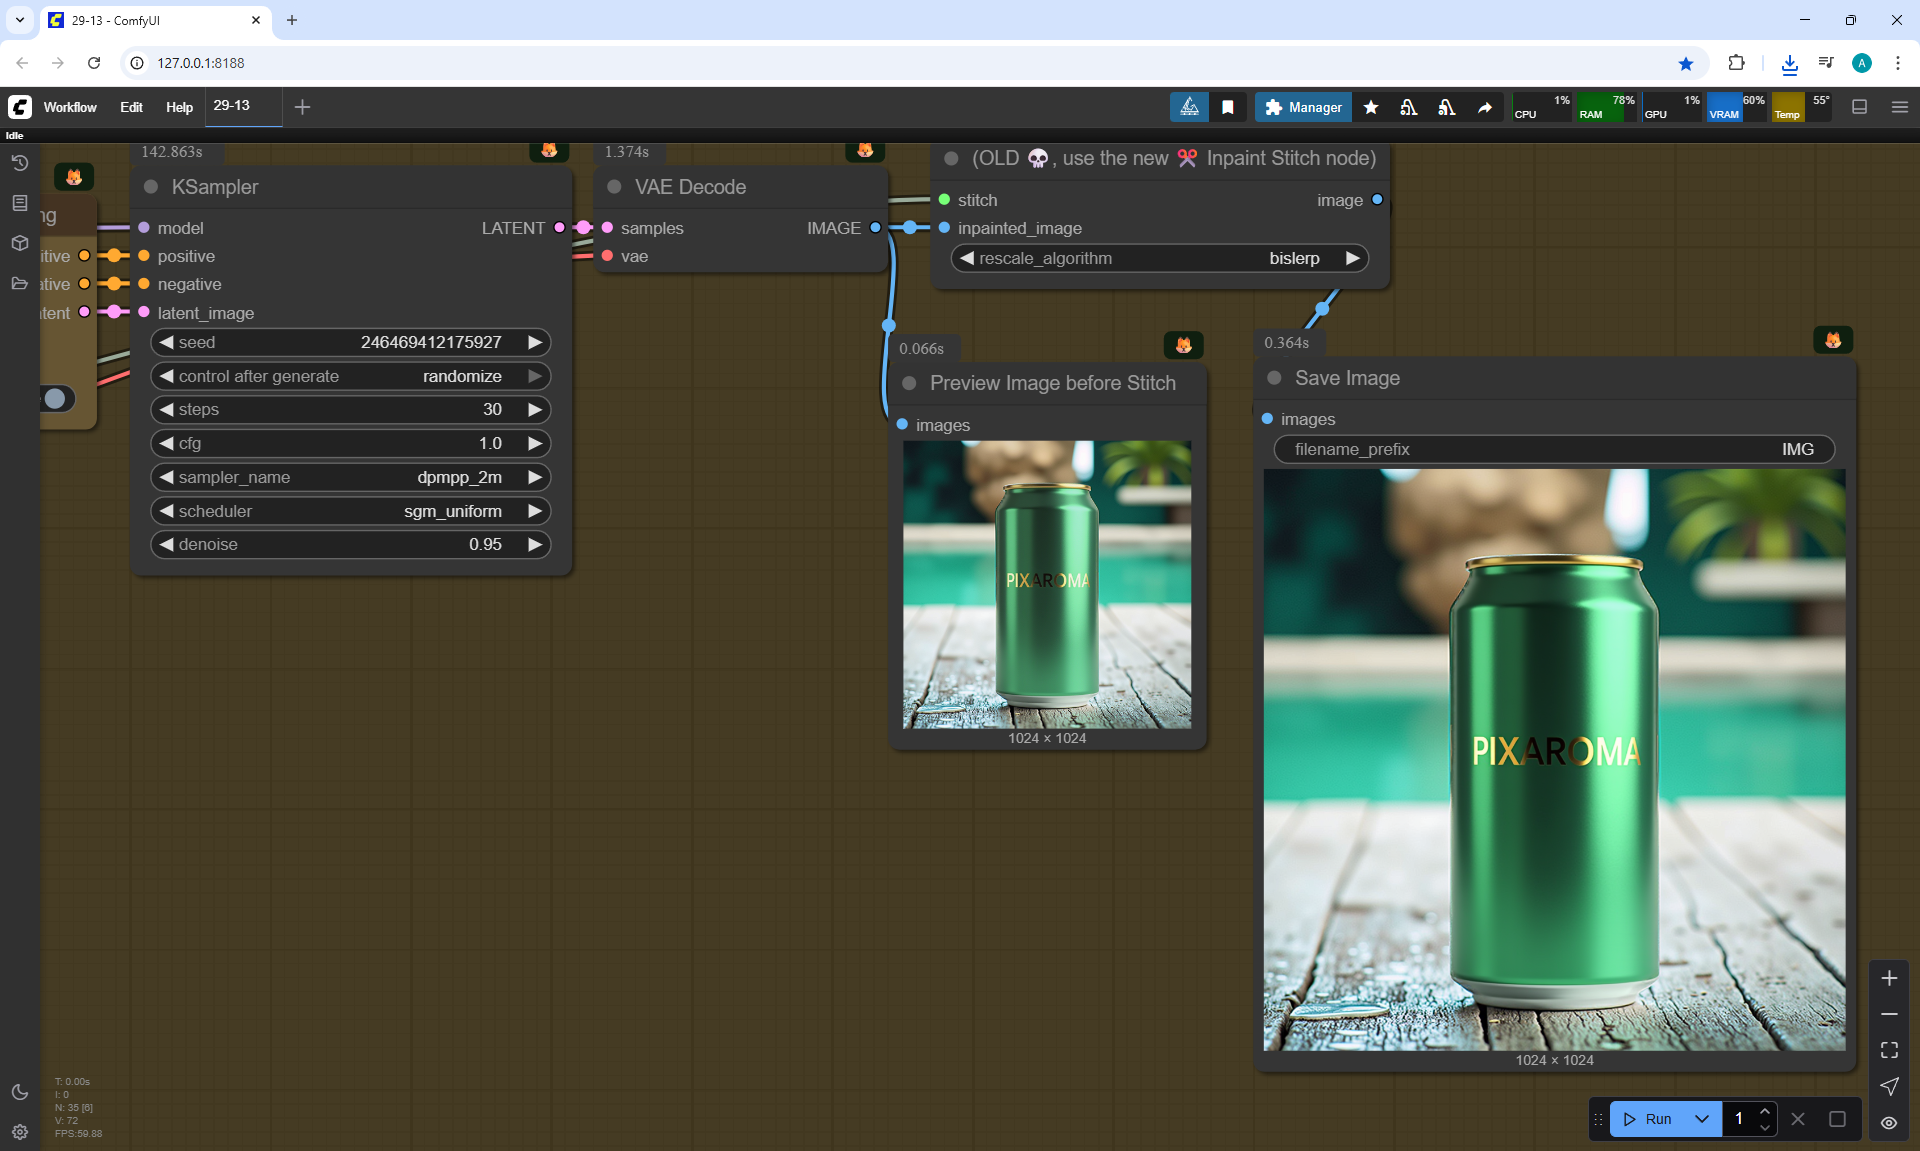 29-13 - ComfyUI
127.0.0.1:8188
Workflow
Edit
Help
29-13
Manager
CPU 1%
RAM 78%
GPU 1%
VRAM 60%
Temp 55°
Idle
142.863s
1.374s
ng
KSampler
VAE Decode
(OLD 💀, use the new ✂️ Inpaint Stitch node)
model
LATENT
samples
IMAGE
stitch
image
inpainted_image
itive
positive
vae
rescale_algorithm
bislerp
ative
negative
tent
latent_image
seed
246469412175927
control after generate
randomize
steps
30
cfg
1.0
sampler_name
dpmpp_2m
scheduler
sgm_uniform
denoise
0.95
0.066s
Preview Image before Stitch
images
PIXAROMA
1024 × 1024
0.364s
Save Image
images
filename_prefix
IMG
PIXAROMA
1024 × 1024
T: 0.00s
I: 0
N: 35 [6]
V: 72
FPS:59.88
Run
1
A